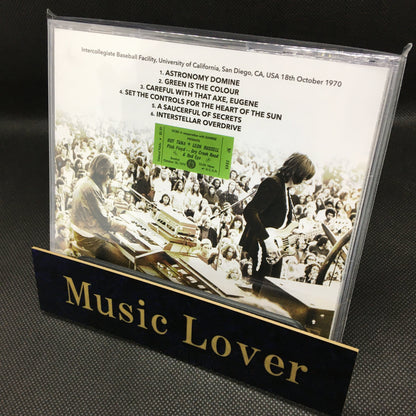 Intercollegiate Baseball Facility, University of California, San Diego, CA, USA 18th October 1970
1. ASTRONOMY DOMINE
2. GREEN IS THE COLOUR
3. CAREFUL WITH THAT AXE, EUGENE
4. SET THE CONTROLS FOR THE HEART OF THE SUN
5. A SAUCERFUL OF SECRETS
6. INTERSTELLAR OVERDRIVE
LEON RUSSELL
Music Lover